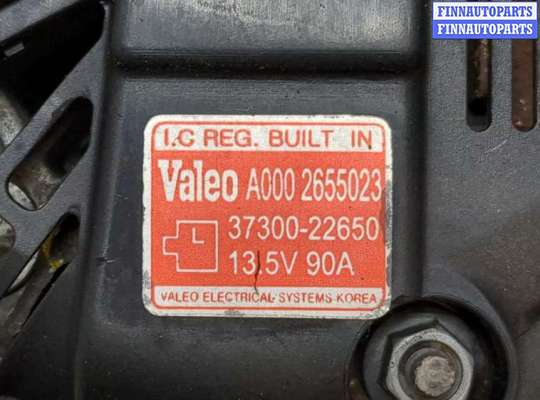 FINNAUTOPARTS
FINNAUTOPARTS
I.C REG. BUILT IN
Valeo A000 2655023
37300-22650
13.5V 90A
VALEO ELECTRICAL SYSTEMS KOREA